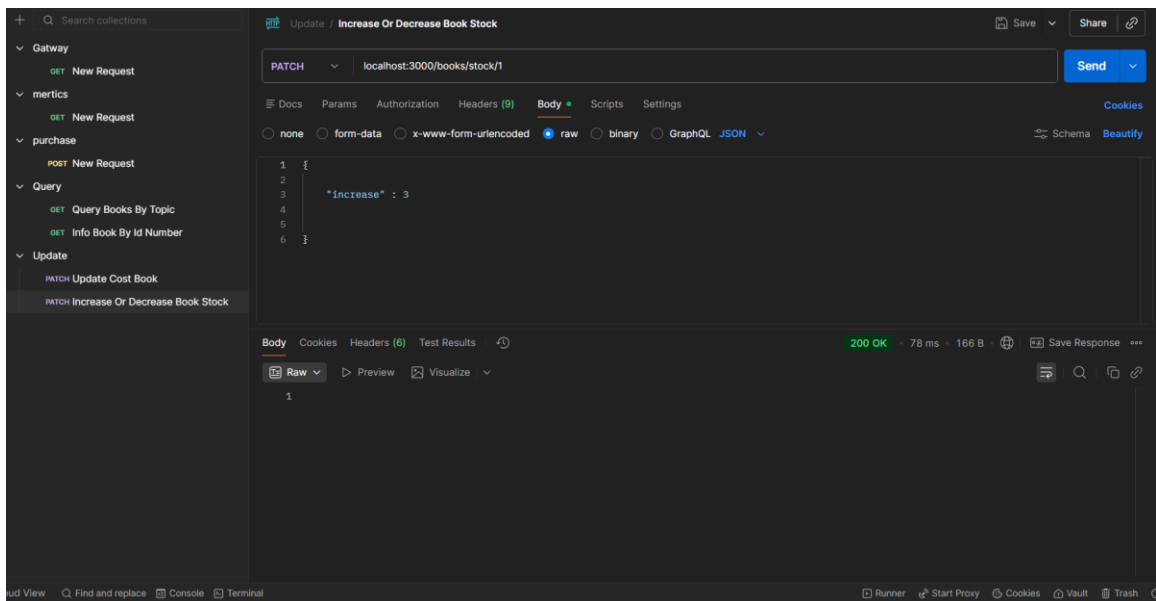 Search collections
Gatway
GET New Request
mertics
GET New Request
purchase
POST New Request
Query
GET Query Books By Topic
GET Info Book By Id Number
Update
PATCH Update Cost Book
PATCH Increase Or Decrease Book Stock
HTTP Update / Increase Or Decrease Book Stock
Save Share
PATCH localhost:3000/books/stock/1
Send
Docs Params Authorization Headers (9) Body Scripts Settings
Cookies
none form-data x-www-form-urlencoded raw binary GraphQL JSON
Schema Beautify
1 {
2
3 "increase" : 3
4
5
6 }
Body Cookies Headers (6) Test Results
200 OK 78 ms 166 B
Save Response
Raw Preview Visualize
1
View Find and replace Console Terminal
Runner Start Proxy Cookies Vault Trash